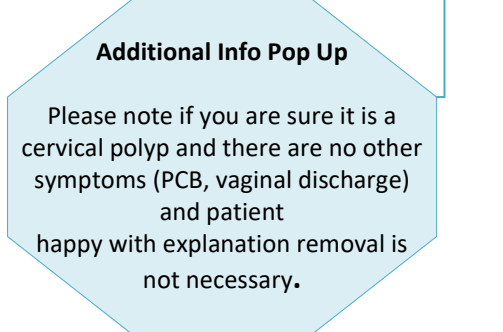 Additional Info Pop Up
Please note if you are sure it is a
cervical polyp and there are no other
symptoms (PCB, vaginal discharge)
and patient
happy with explanation removal is
not necessary.